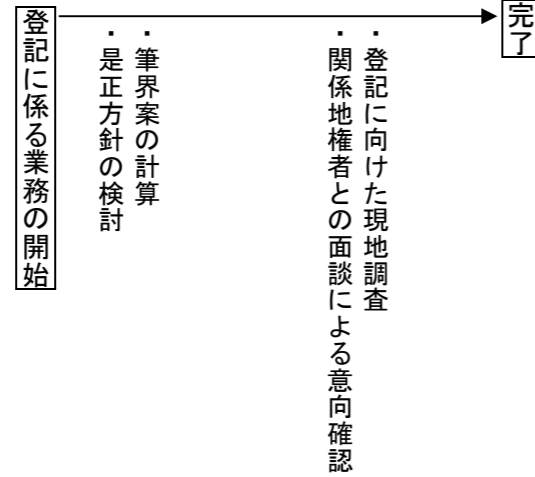 登記に係る業務の開始
・筆界案の計算
・是正方針の検討
・登記に向けた現地調査
・関係地権者との面談による意向確認
完了